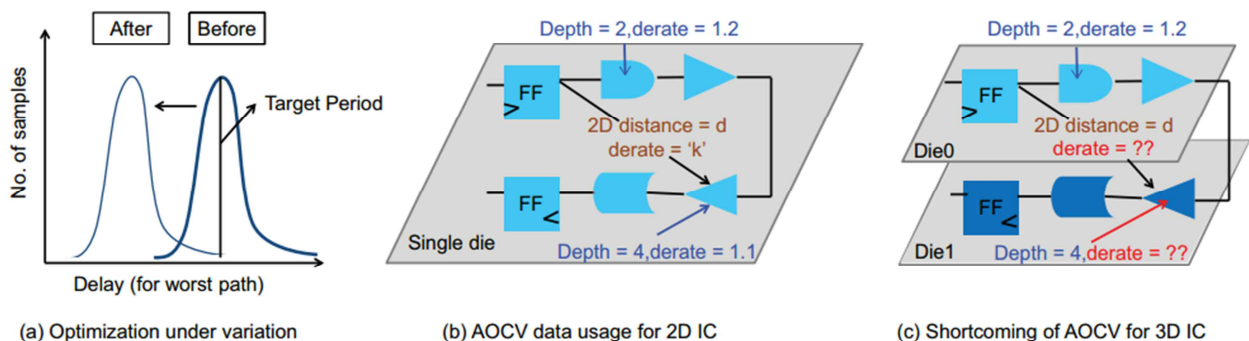 After
Before
Target Period
No. of samples
Delay (for worst path)
(a) Optimization under variation
Depth = 2,derate = 1.2
FF
>
2D distance = d
derate = ‘k’
FF
<
Single die
Depth = 4,derate = 1.1
(b) AOCV data usage for 2D IC
Depth = 2,derate = 1.2
FF
>
2D distance = d
Die0
derate = ??
FF
<
Die1
Depth = 4,derate = ??
(c) Shortcoming of AOCV for 3D IC